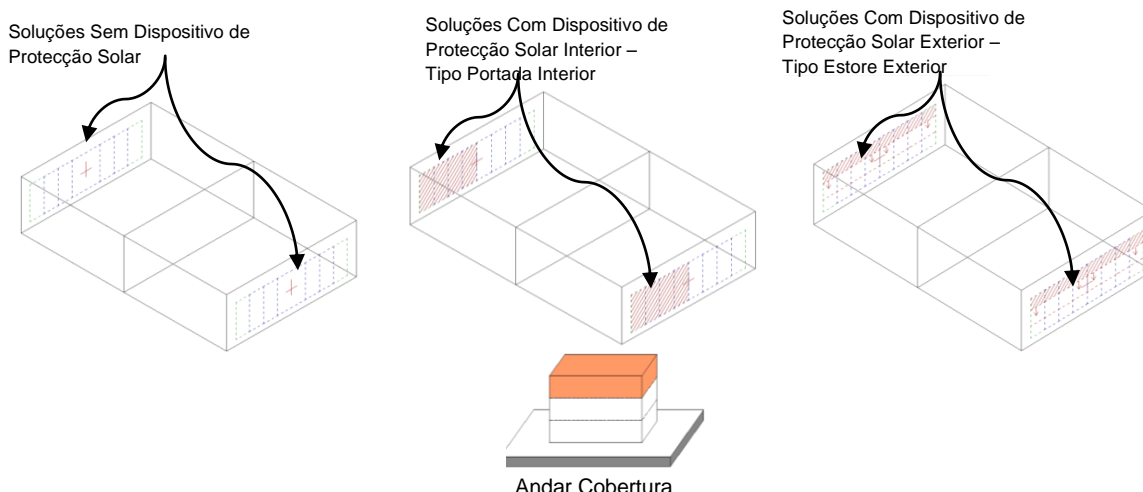 Soluções Sem Dispositivo de
Protecção Solar
Soluções Com Dispositivo de
Protecção Solar Interior –
Tipo Portada Interior
Soluções Com Dispositivo de
Protecção Solar Exterior –
Tipo Estore Exterior
Andar Cobertura